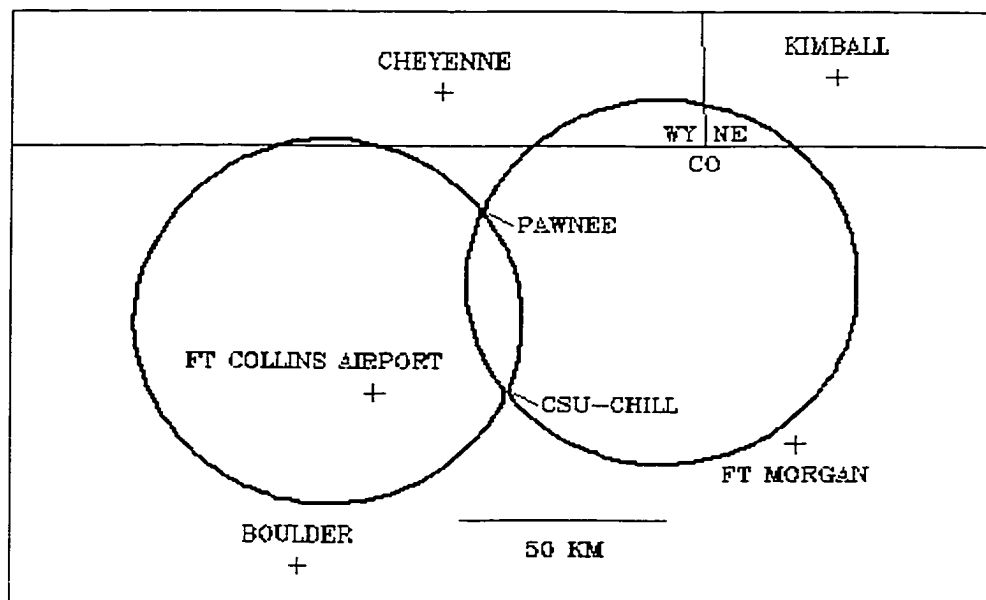 KIMBALL
CHEYENNE
WY NE
CO
PAWNEE
FT COLLINS AIRPORT
CSU-CHILL
FT MORGAN
BOULDER
50 KM